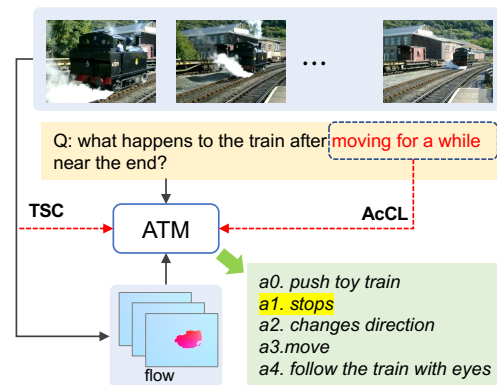 ...
Q: what happens to the train after moving for a while
near the end?
TSC
AcCL
ATM
a0. push toy train
a1. stops
a2. changes direction
a3.move
a4. follow the train with eyes
flow